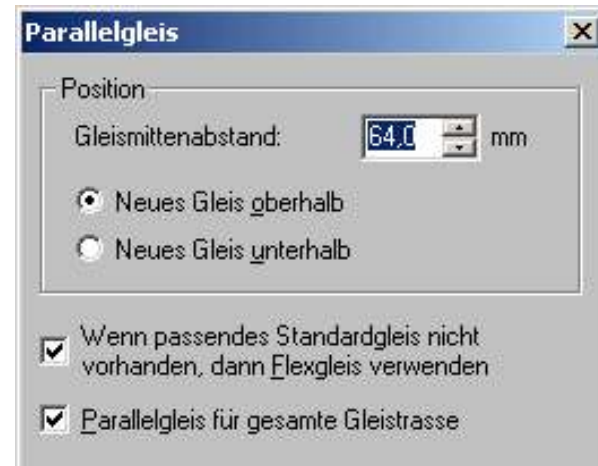 Parallelgleis
Position
Gleismittenabstand: 64,0 mm
Neues Gleis oberhalb
Neues Gleis unterhalb
Wenn passendes Standardgleis nicht
vorhanden, dann Flexgleis verwenden
Parallelgleis für gesamte Gleistrasse